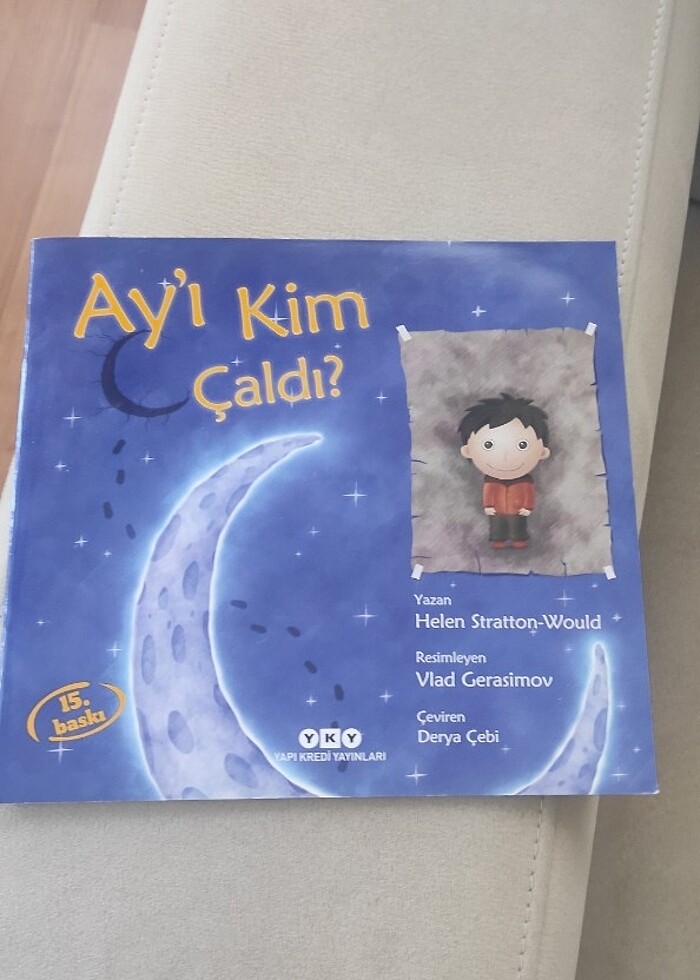 Ay'ı Kim
Çaldı?
Yazan
Helen Stratton-Would
Resimleyen
Vlad Gerasimov
Çeviren
Derya Çebi
15.
baskı
YKY
YAPI KREDİ YAYINLARI